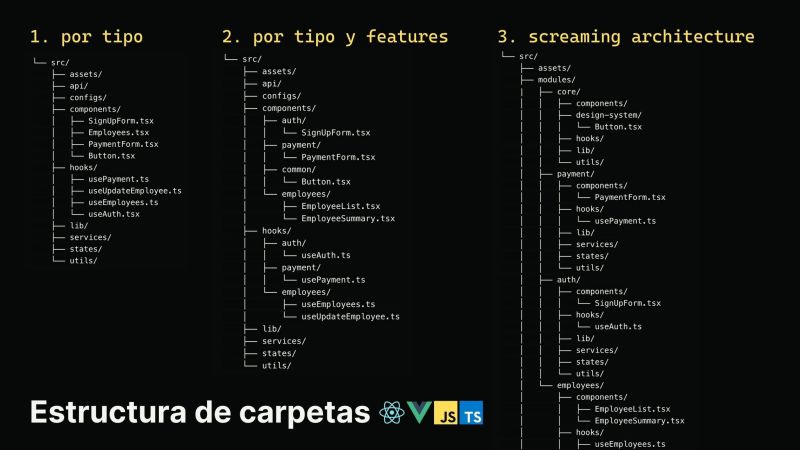 1. por tipo
└── src/
    ├── assets/
    ├── api/
    ├── configs/
    ├── components/
    │   ├── SignUpForm.tsx
    │   ├── Employees.tsx
    │   ├── PaymentForm.tsx
    │   └── Button.tsx
    ├── hooks/
    │   ├── usePayment.ts
    │   ├── useUpdateEmployee.ts
    │   ├── useEmployees.ts
    │   └── useAuth.tsx
    ├── lib/
    ├── services/
    ├── states/
    └── utils/
2. por tipo y features
└── src/
    ├── assets/
    ├── api/
    ├── configs/
    ├── components/
    │   ├── auth/
    │   │   └── SignUpForm.tsx
    │   ├── payment/
    │   │   └── PaymentForm.tsx
    │   ├── common/
    │   │   └── Button.tsx
    │   └── employees/
    │       ├── EmployeeList.tsx
    │       └── EmployeeSummary.tsx
    ├── hooks/
    │   ├── auth/
    │   │   └── useAuth.ts
    │   ├── payment/
    │   │   └── usePayment.ts
    │   └── employees/
    │       ├── useEmployees.ts
    │       └── useUpdateEmployee.ts
    ├── lib/
    ├── services/
    ├── states/
    └── utils/
3. screaming architecture
└── src/
    ├── assets/
    ├── modules/
    │   ├── core/
    │   │   ├── components/
    │   │   ├── design-system/
    │   │   │   └── Button.tsx
    │   │   ├── hooks/
    │   │   ├── lib/
    │   │   └── utils/
    │   ├── payment/
    │   │   ├── components/
    │   │   │   └── PaymentForm.tsx
    │   │   ├── hooks/
    │   │   │   └── usePayment.ts
    │   │   ├── lib/
    │   │   ├── services/
    │   │   ├── states/
    │   │   └── utils/
    │   ├── auth/
    │   │   ├── components/
    │   │   │   └── SignUpForm.tsx
    │   │   ├── hooks/
    │   │   │   └── useAuth.ts
    │   │   ├── lib/
    │   │   ├── services/
    │   │   ├── states/
    │   │   └── utils/
    │   └── employees/
    │       ├── components/
    │       │   ├── EmployeeList.tsx
    │       │   └── EmployeeSummary.tsx
    │       ├── hooks/
    │       │   ├── useEmployees.ts
Estructura de carpetas JS TS